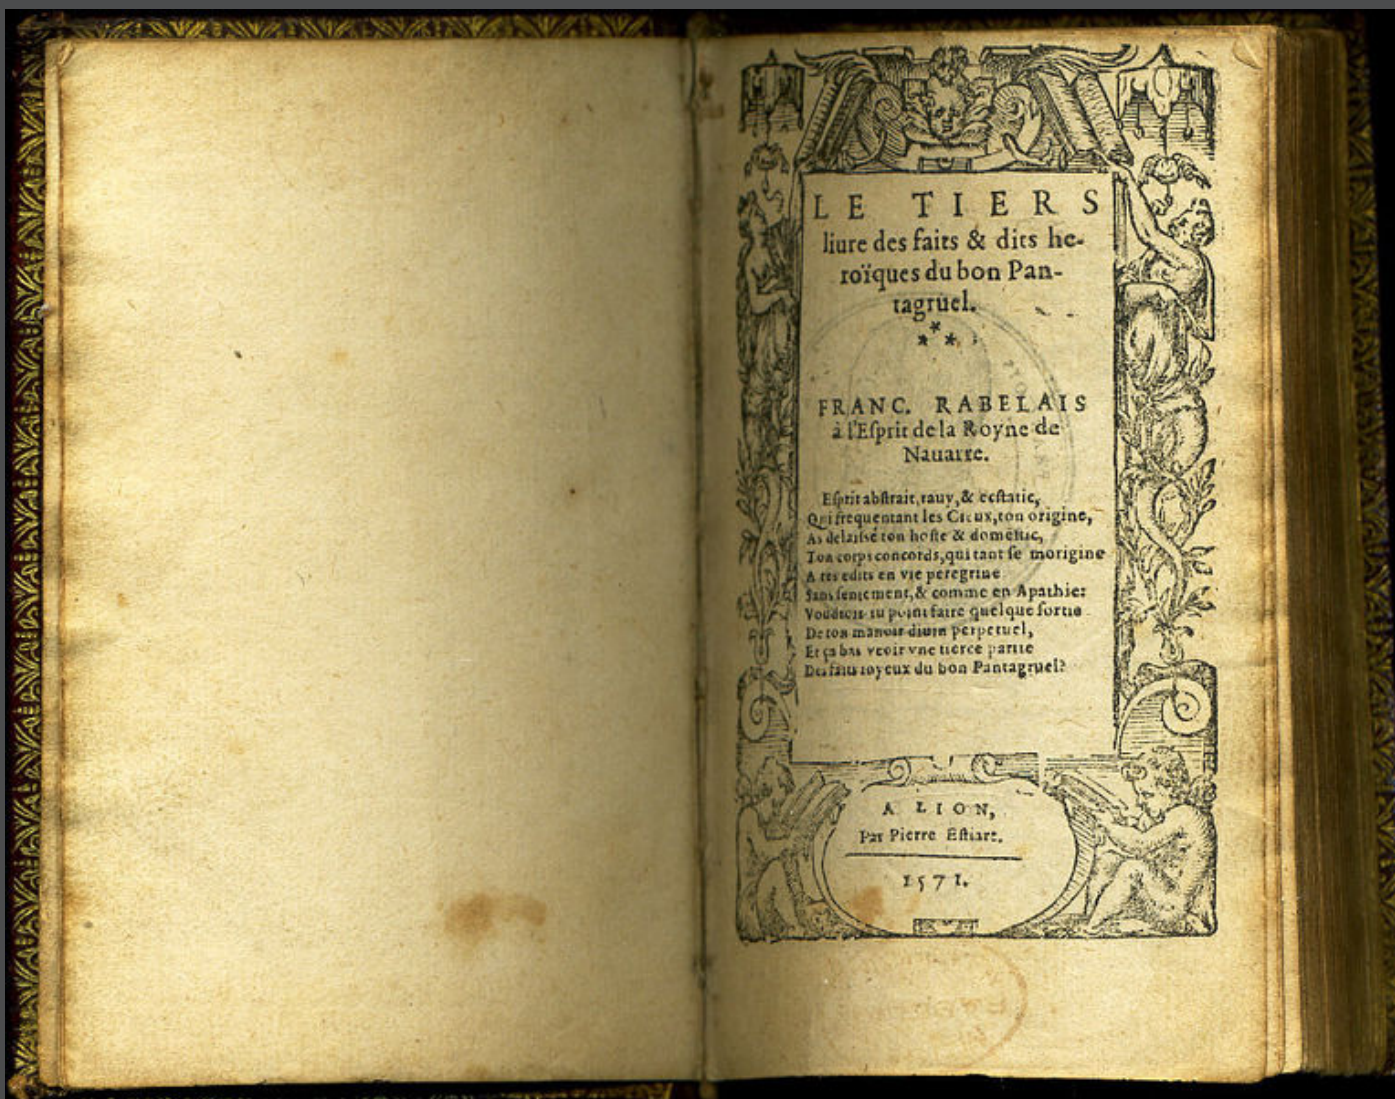 LE TIERS
liure des faits & dits he-
roïques du bon Pan-
tagruel.
***
FRANC. RABELAIS
à l'Eſprit de la Royne de
Nauarre.
Eſprit abſtrait, rauy, & ecſtatic,
Qui frequentant les Cieux, ton origine,
As delaiſſé ton hoſte & domeſtic,
Ton corps concords, qui tant ſe morigine
A tes edits en vie peregrine
Sans ſentement, & comme en Apathie:
Voudrois-tu point faire quelque ſortie
De ton manoir diuin perpetuel,
Et ça bas veoir vne tierce partie
Des faits ioyeux du bon Pantagruel?
A LION,
Par Pierre Eſtiart.
1571.